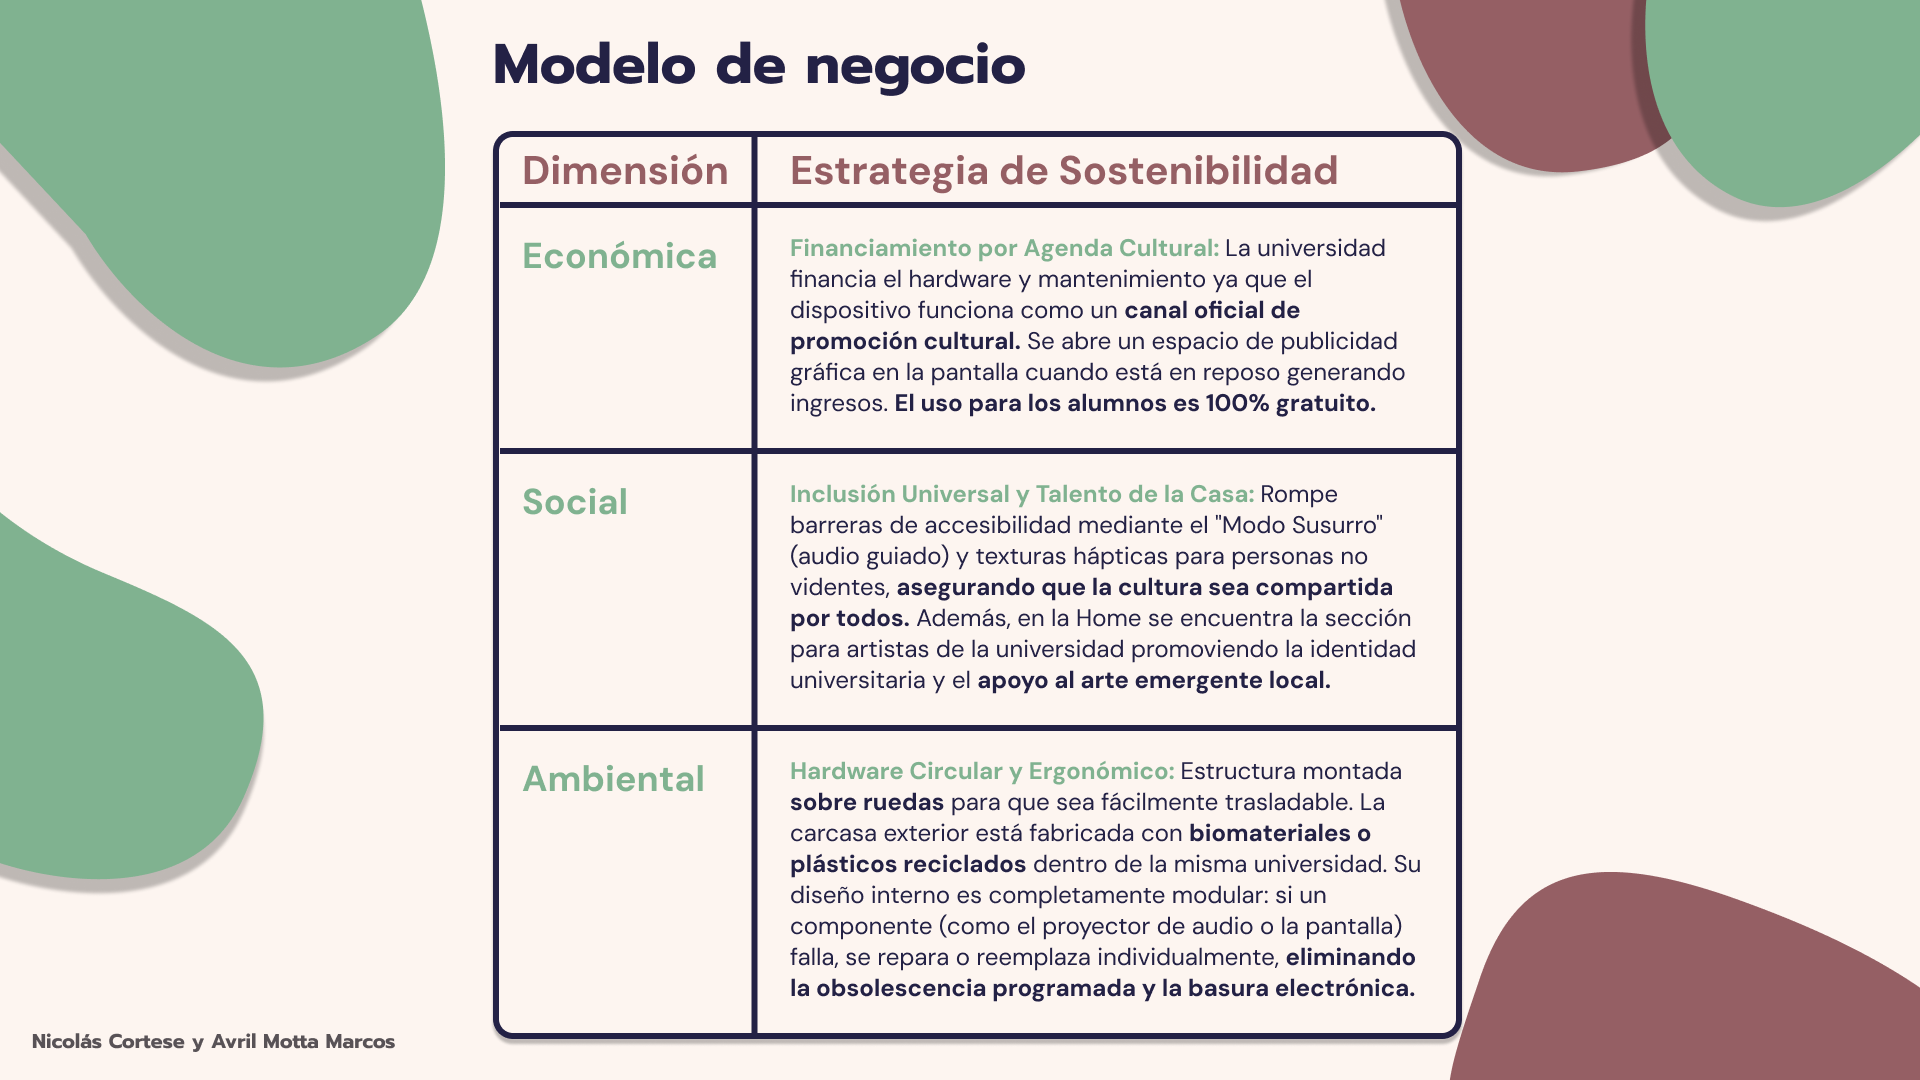 Modelo de negocio
Dimensión
Estrategia de Sostenibilidad
Económica
Financiamiento por Agenda Cultural: La universidad
financia el hardware y mantenimiento ya que el
dispositivo funciona como un canal oficial de
promoción cultural. Se abre un espacio de publicidad
gráfica en la pantalla cuando está en reposo generando
ingresos. El uso para los alumnos es 100% gratuito.
Social
Inclusión Universal y Talento de la Casa: Rompe
barreras de accesibilidad mediante el "Modo Susurro"
(audio guiado) y texturas hápticas para personas no
videntes, asegurando que la cultura sea compartida
por todos. Además, en la Home se encuentra la sección
para artistas de la universidad promoviendo la identidad
universitaria y el apoyo al arte emergente local.
Ambiental
Hardware Circular y Ergonómico: Estructura montada
sobre ruedas para que sea fácilmente trasladable. La
carcasa exterior está fabricada con biomateriales o
plásticos reciclados dentro de la misma universidad. Su
diseño interno es completamente modular: si un
componente (como el proyector de audio o la pantalla)
falla, se repara o reemplaza individualmente, eliminando
la obsolescencia programada y la basura electrónica.
Nicolás Cortese y Avril Motta Marcos